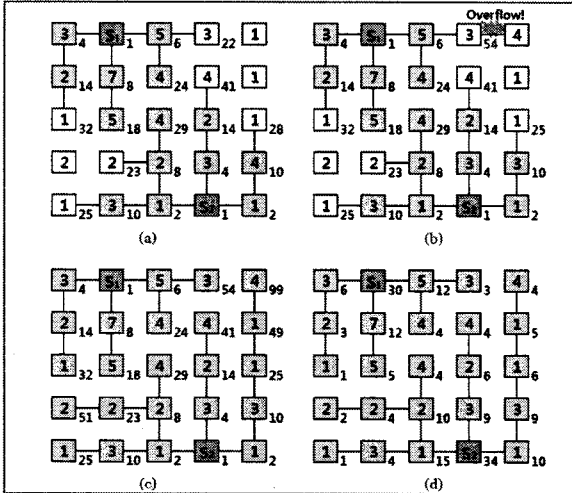 3 4 S₁ 1 5 6 3 22 1
2 14 7 8 4 24 4 41 1
1 32 5 18 4 29 2 14 1 28
2 2 23 2 8 3 4 4 10
1 25 3 10 1 2 S₂ 1 1 2
(a)
Overflow!
3 4 S₁ 1 5 6 3 54 4
2 14 7 8 4 24 4 41 1
1 32 5 18 4 29 2 14 1 25
2 2 23 2 8 3 4 3 10
1 25 3 10 1 2 S₂ 1 1 2
(b)
3 4 S₁ 1 5 6 3 54 4 99
2 14 7 8 4 24 4 41 1 49
1 32 5 18 4 29 2 14 1 25
2 51 2 23 2 8 3 4 3 10
1 25 3 10 1 2 S₂ 1 1 2
(c)
3 6 S₁ 30 5 12 3 3 4 4
2 3 7 12 4 4 4 4 1 5
1 1 5 5 4 4 2 6 1 6
2 2 2 4 2 10 3 9 3 9
1 1 3 4 1 15 S₂ 34 1 10
(d)